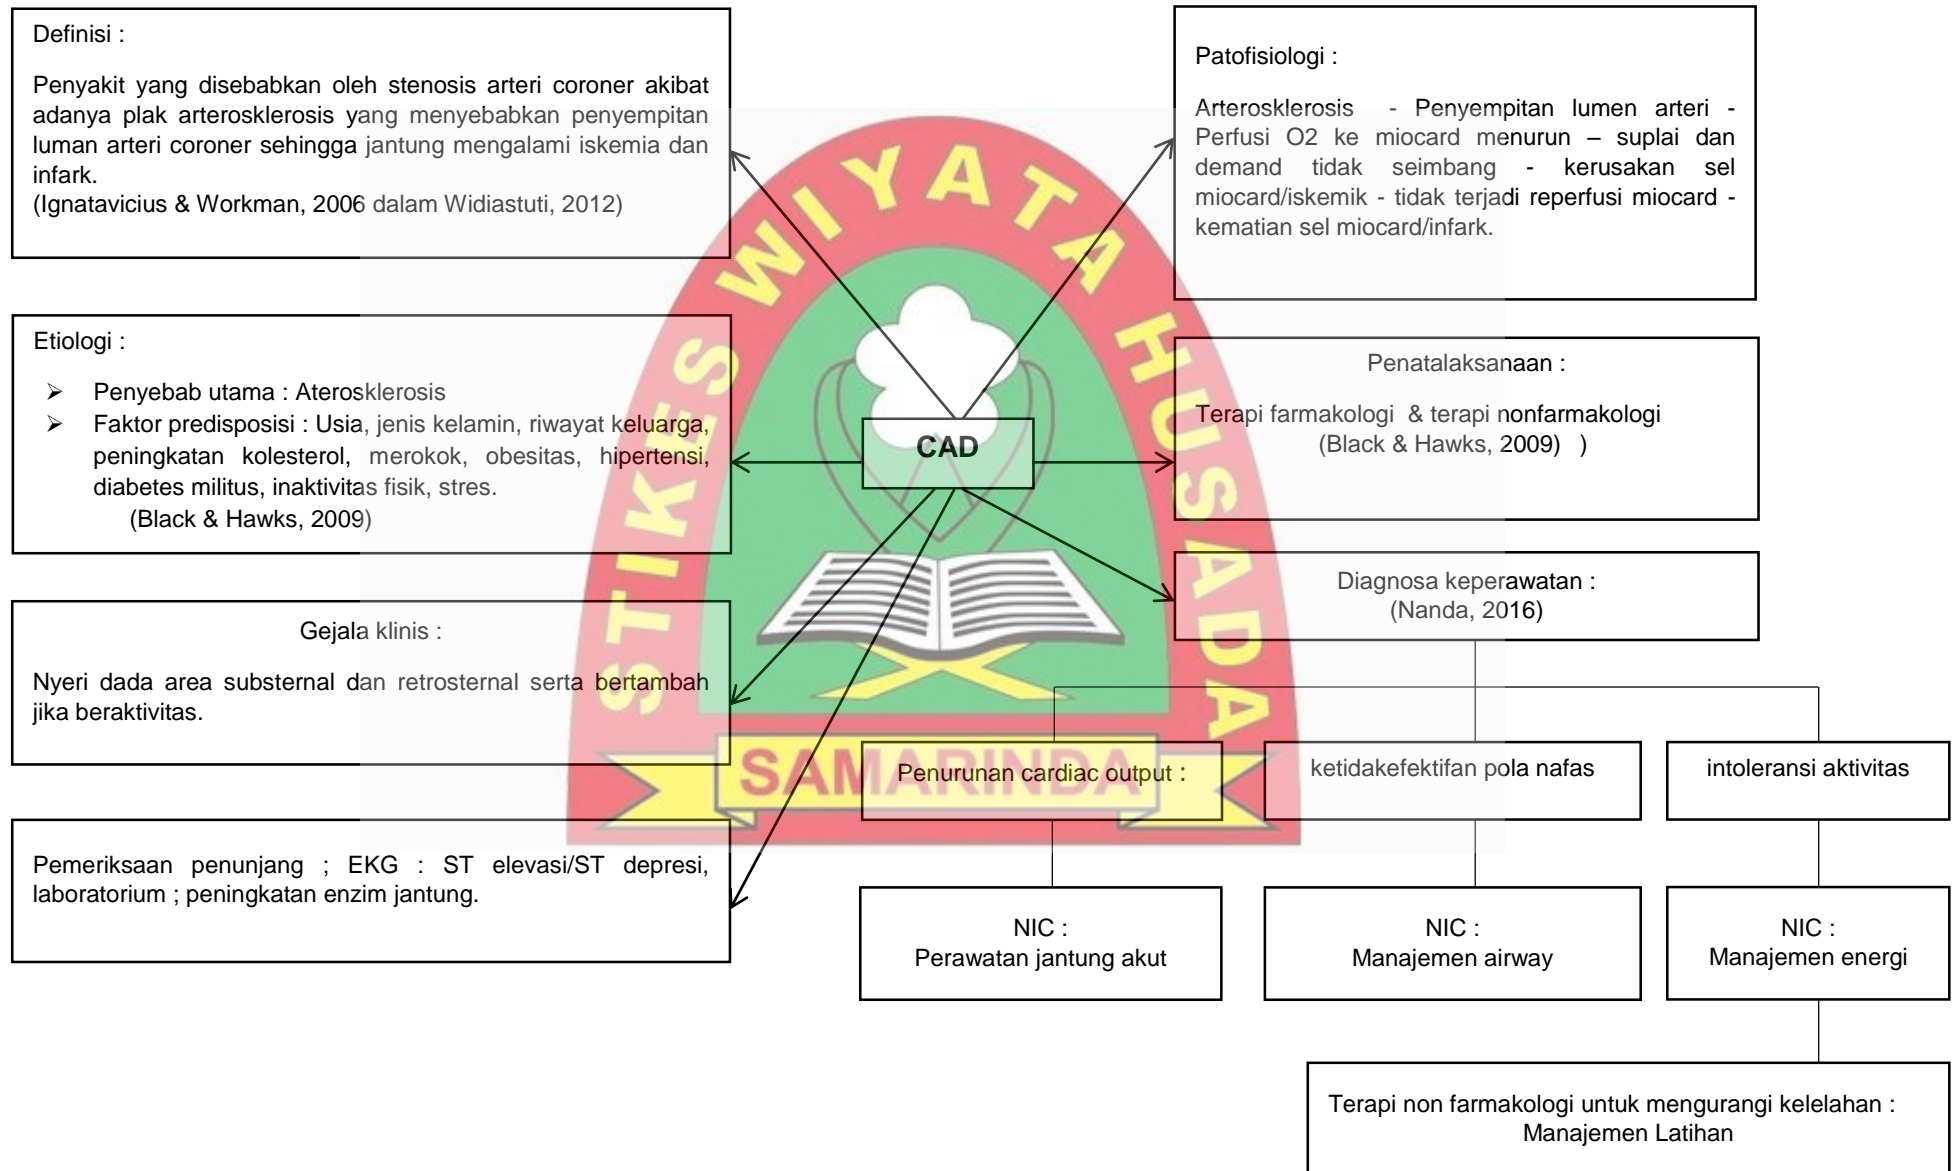 Definisi :
Penyakit yang disebabkan oleh stenosis arteri coroner akibat
adanya plak arterosklerosis yang menyebabkan penyempitan
luman arteri coroner sehingga jantung mengalami iskemia dan
infark.
(Ignatavicius & Workman, 2006 dalam Widiastuti, 2012)
Patofisiologi :
Arterosklerosis - Penyempitan lumen arteri -
Perfusi O2 ke miocard menurun – suplai dan
demand tidak seimbang - kerusakan sel
miocard/iskemik - tidak terjadi reperfusi miocard -
kematian sel miocard/infark.
Etiologi :
➢ Penyebab utama : Aterosklerosis
➢ Faktor predisposi : Usia, jenis kelamin, riwayat keluarga,
peningkatan kolesterol, merokok, obesitas, hipertensi,
diabetes militus, inaktivitas fisik, stres.
(Black & Hawks, 2009)
CAD
Penatalaksanaan :
Terapi farmakologi & terapi nonfarmakologi
(Black & Hawks, 2009) )
Diagnosa keperawatan :
(Nanda, 2016)
Gejala klinis :
Nyeri dada area substernal dan retrosternal serta bertambah
jika beraktivitas.
Pemeriksaan penunjang ; EKG : ST elevasi/ST depresi,
laboratorium ; peningkatan enzim jantung.
Penurunan cardiac output :
ketidakefektifan pola nafas
intoleransi aktivitas
NIC :
Perawatan jantung akut
NIC :
Manajemen airway
NIC :
Manajemen energi
Terapi non farmakologi untuk mengurangi kelelahan :
Manajemen Latihan
STIKES WIYATA HUSADA
SAMARINDA